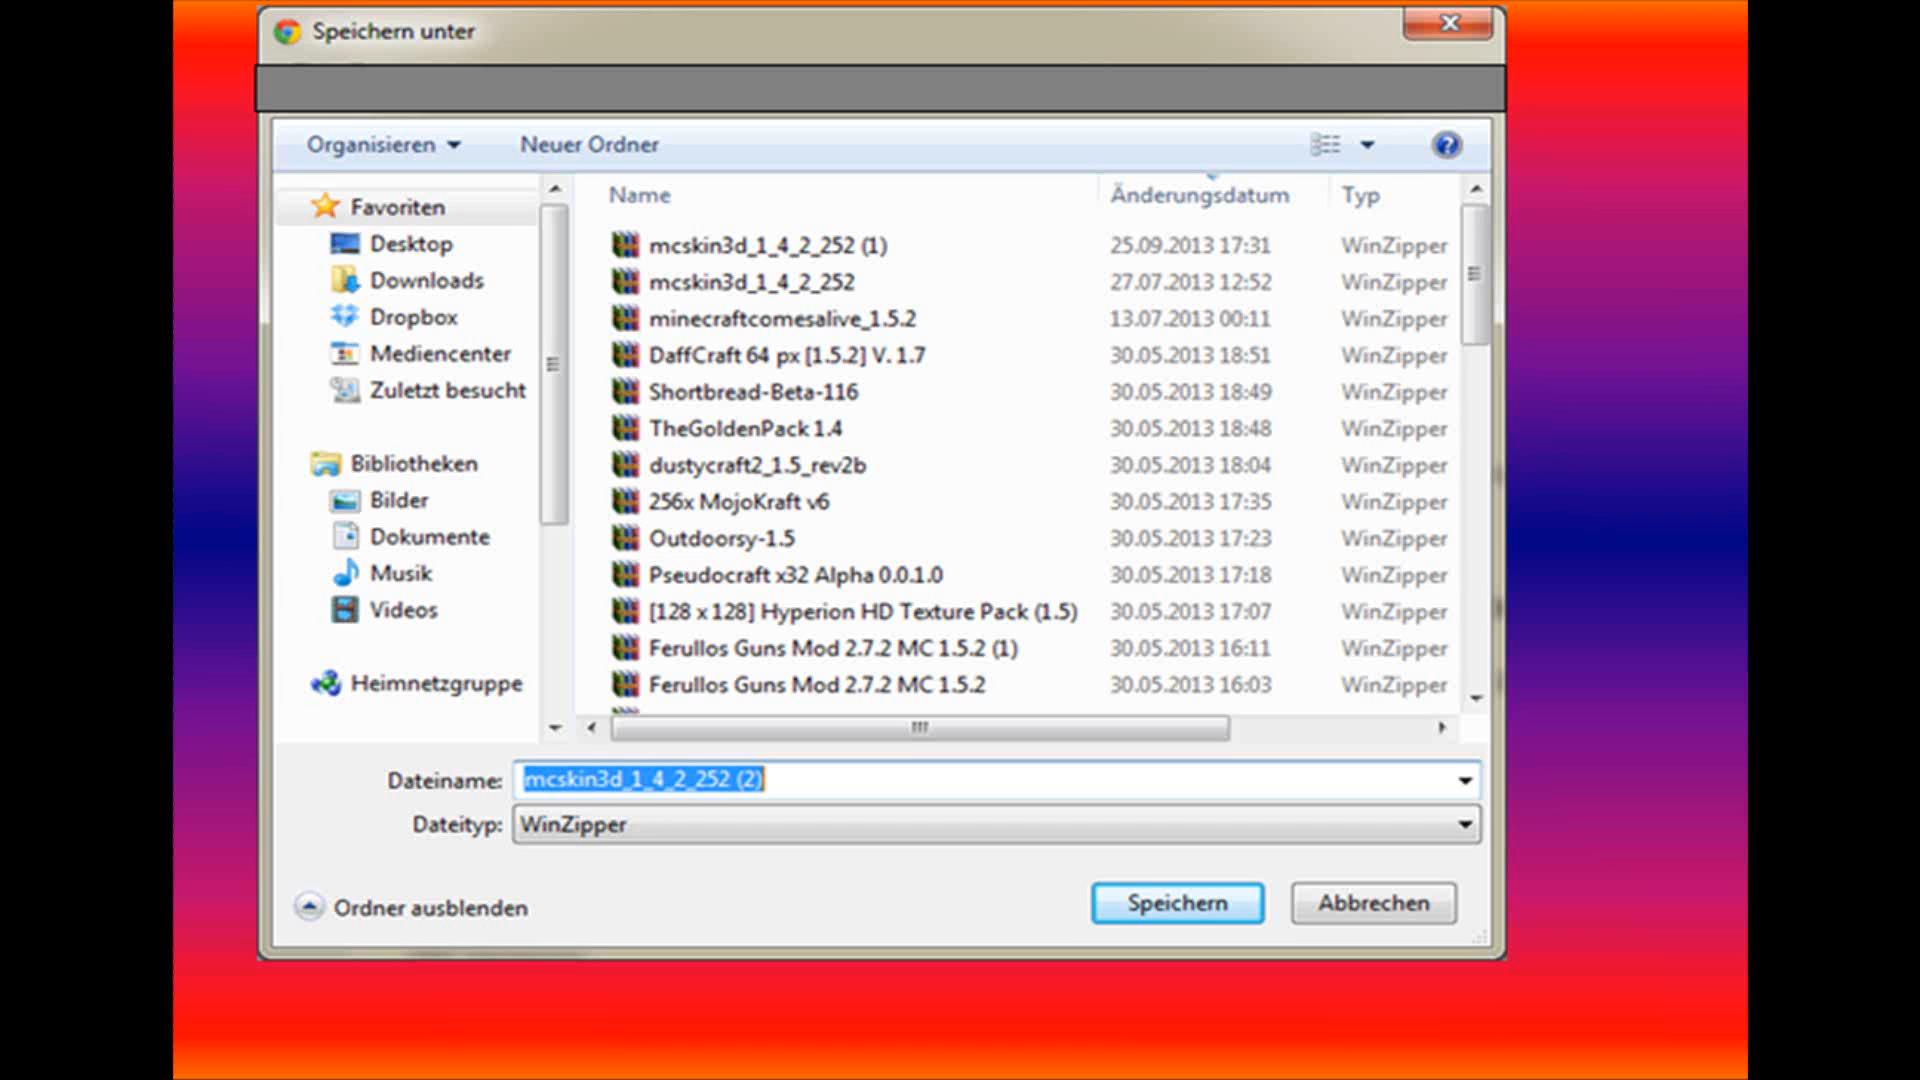 Speichern unter
Organisieren Neuer Ordner
Name Änderungsdatum Typ
Favoriten
Desktop
Downloads
Dropbox
Mediencenter
Zuletzt besucht
Bibliotheken
Bilder
Dokumente
Musik
Videos
Heimnetzgruppe
mcskin3d_1_4_2_252 (1) 25.09.2013 17:31 WinZipper
mcskin3d_1_4_2_252 27.07.2013 12:52 WinZipper
minecraftcomesalive_1.5.2 13.07.2013 00:11 WinZipper
DaffCraft 64 px [1.5.2] V. 1.7 30.05.2013 18:51 WinZipper
Shortbread-Beta-116 30.05.2013 18:49 WinZipper
TheGoldenPack 1.4 30.05.2013 18:48 WinZipper
dustycraft2_1.5_rev2b 30.05.2013 18:04 WinZipper
256x MojoKraft v6 30.05.2013 17:35 WinZipper
Outdoorsy-1.5 30.05.2013 17:23 WinZipper
Pseudocraft x32 Alpha 0.0.1.0 30.05.2013 17:18 WinZipper
[128 x 128] Hyperion HD Texture Pack (1.5) 30.05.2013 17:07 WinZipper
Ferullos Guns Mod 2.7.2 MC 1.5.2 (1) 30.05.2013 16:11 WinZipper
Ferullos Guns Mod 2.7.2 MC 1.5.2 30.05.2013 16:03 WinZipper
Dateiname: mcskin3d_1_4_2_252 (2)
Dateityp: WinZipper
Ordner ausblenden Speichern Abbrechen